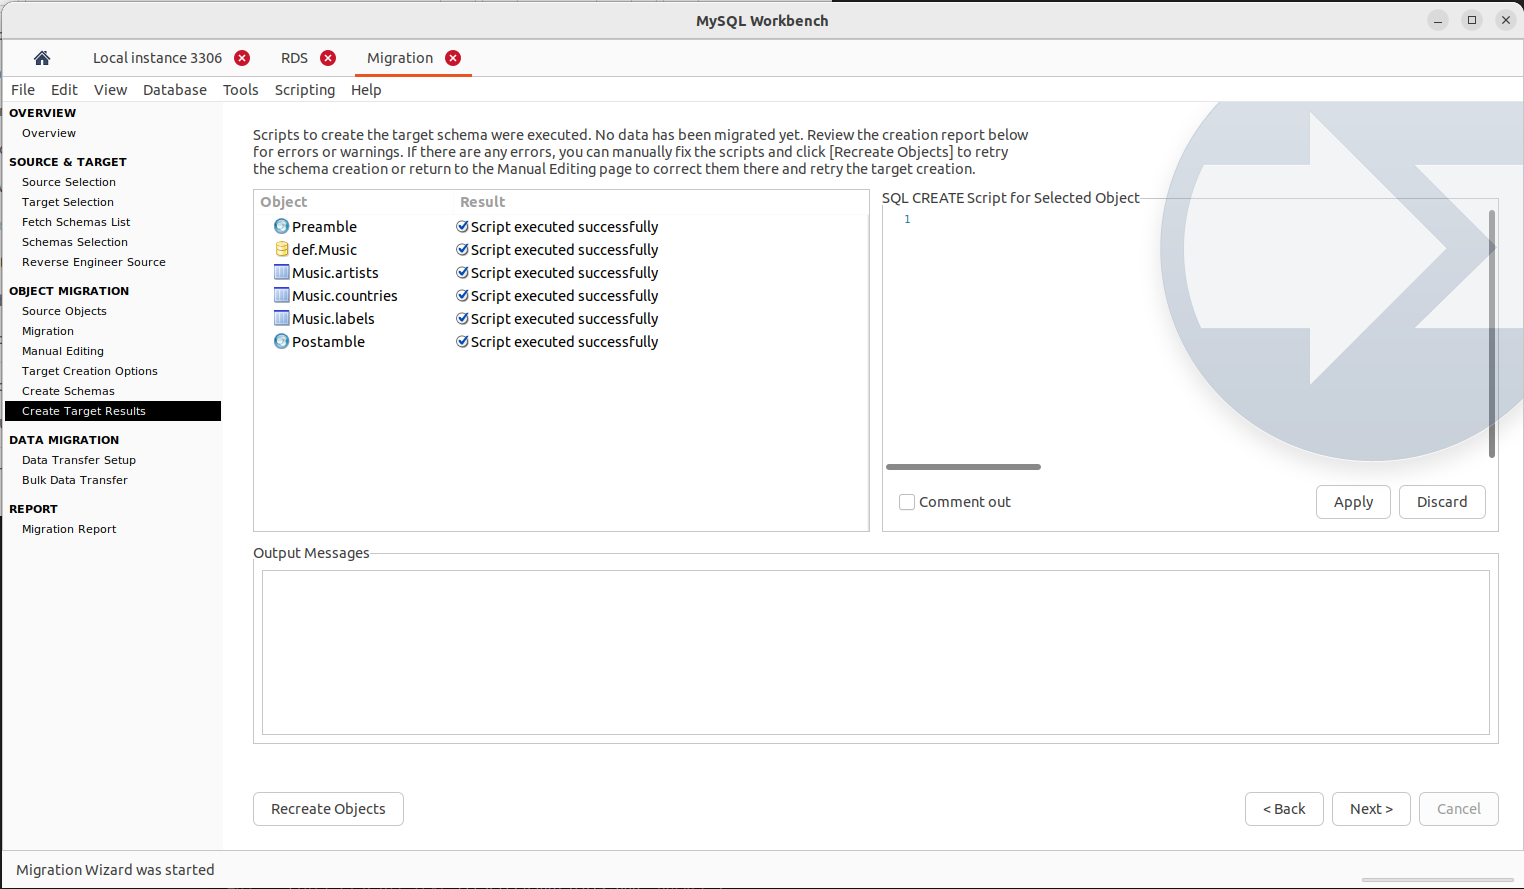 MySQL Workbench
Local instance 3306
RDS
Migration
File Edit View Database Tools Scripting Help
OVERVIEW
Overview
SOURCE & TARGET
Source Selection
Target Selection
Fetch Schemas List
Schemas Selection
Reverse Engineer Source
OBJECT MIGRATION
Source Objects
Migration
Manual Editing
Target Creation Options
Create Schemas
Create Target Results
DATA MIGRATION
Data Transfer Setup
Bulk Data Transfer
REPORT
Migration Report
Scripts to create the target schema were executed. No data has been migrated yet. Review the creation report below
for errors or warnings. If there are any errors, you can manually fix the scripts and click [Recreate Objects] to retry
the schema creation or return to the Manual Editing page to correct them there and retry the target creation.
Object Result
Preamble Script executed successfully
def.Music Script executed successfully
Music.artists Script executed successfully
Music.countries Script executed successfully
Music.labels Script executed successfully
Postamble Script executed successfully
SQL CREATE Script for Selected Object
1
Comment out
Apply
Discard
Output Messages
Recreate Objects
< Back
Next >
Cancel
Migration Wizard was started